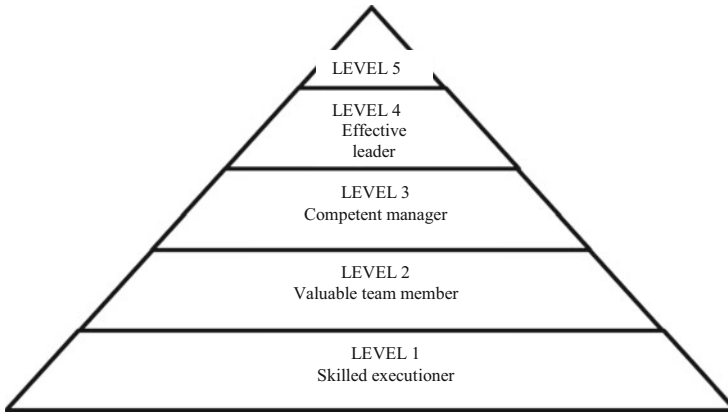 LEVEL 5
LEVEL 4
Effective
leader
LEVEL 3
Competent manager
LEVEL 2
Valuable team member
LEVEL 1
Skilled executioner